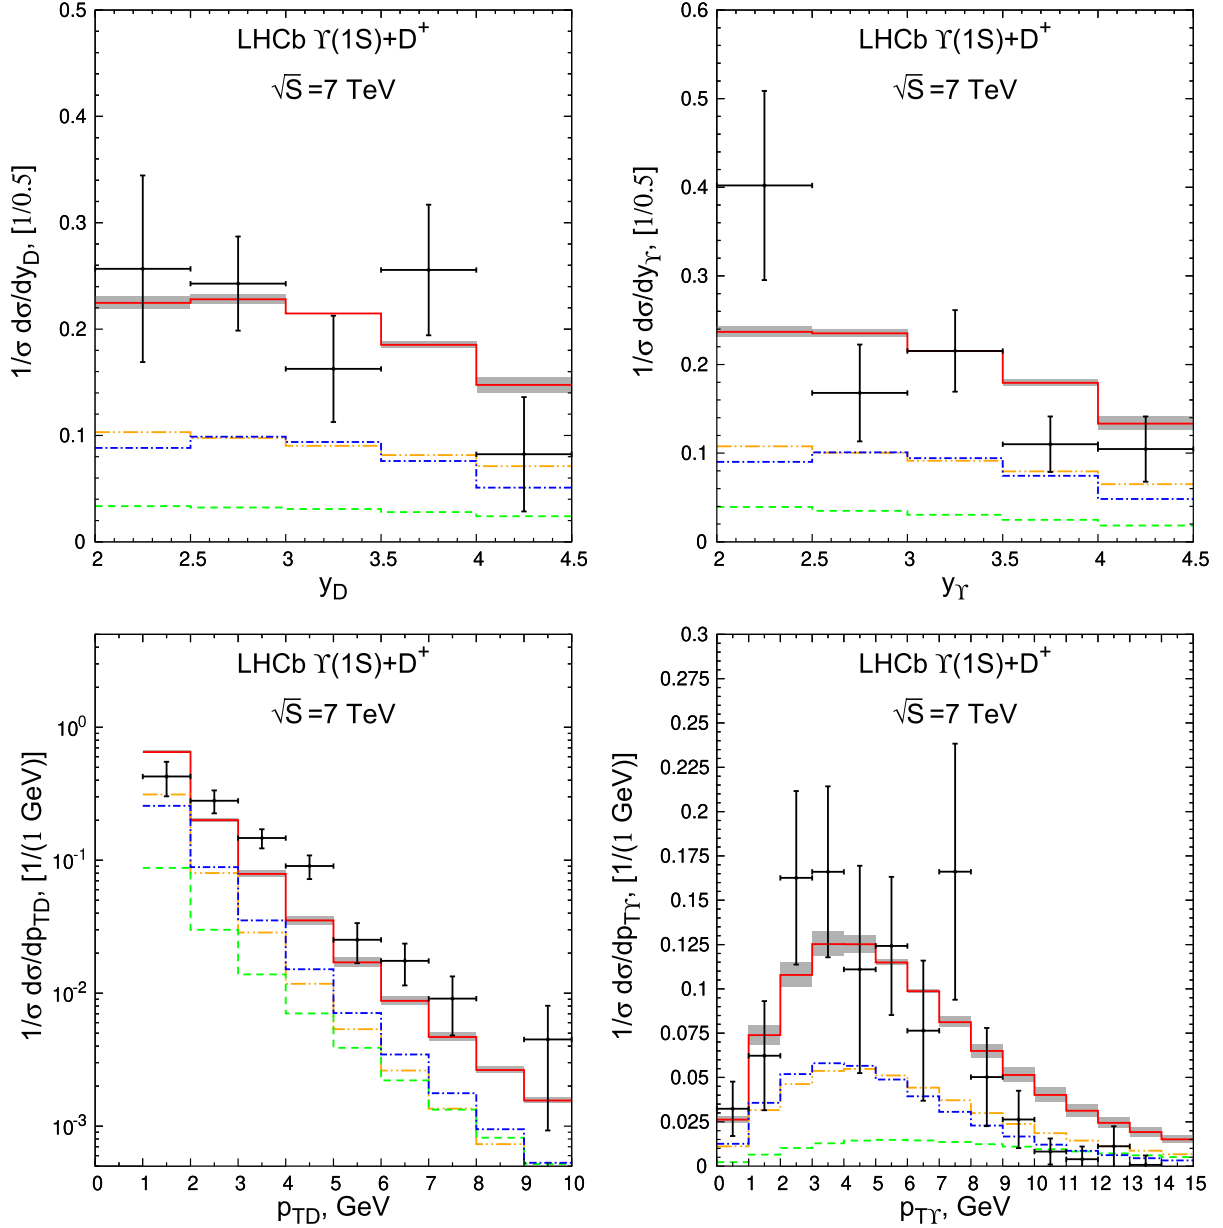 LHCb ϒ(1S)+D⁺
√S =7 TeV
1/σ dσ/dy_D, [1/0.5]
0.5
0.4
0.3
0.2
0.1
0
2 2.5 3 3.5 4 4.5
y_D
LHCb ϒ(1S)+D⁺
√S =7 TeV
1/σ dσ/dy_ϒ, [1/0.5]
0.6
0.5
0.4
0.3
0.2
0.1
0
2 2.5 3 3.5 4 4.5
y_ϒ
LHCb ϒ(1S)+D⁺
√S =7 TeV
1/σ dσ/dp_TD, [1/(1 GeV)]
10⁰
10⁻¹
10⁻²
10⁻³
0 1 2 3 4 5 6 7 8 9 10
p_TD, GeV
LHCb ϒ(1S)+D⁺
√S =7 TeV
1/σ dσ/dp_Tϒ, [1/(1 GeV)]
0.3
0.275
0.25
0.225
0.2
0.175
0.15
0.125
0.1
0.075
0.05
0.025
0
0 1 2 3 4 5 6 7 8 9 10 11 12 13 14 15
p_Tϒ, GeV